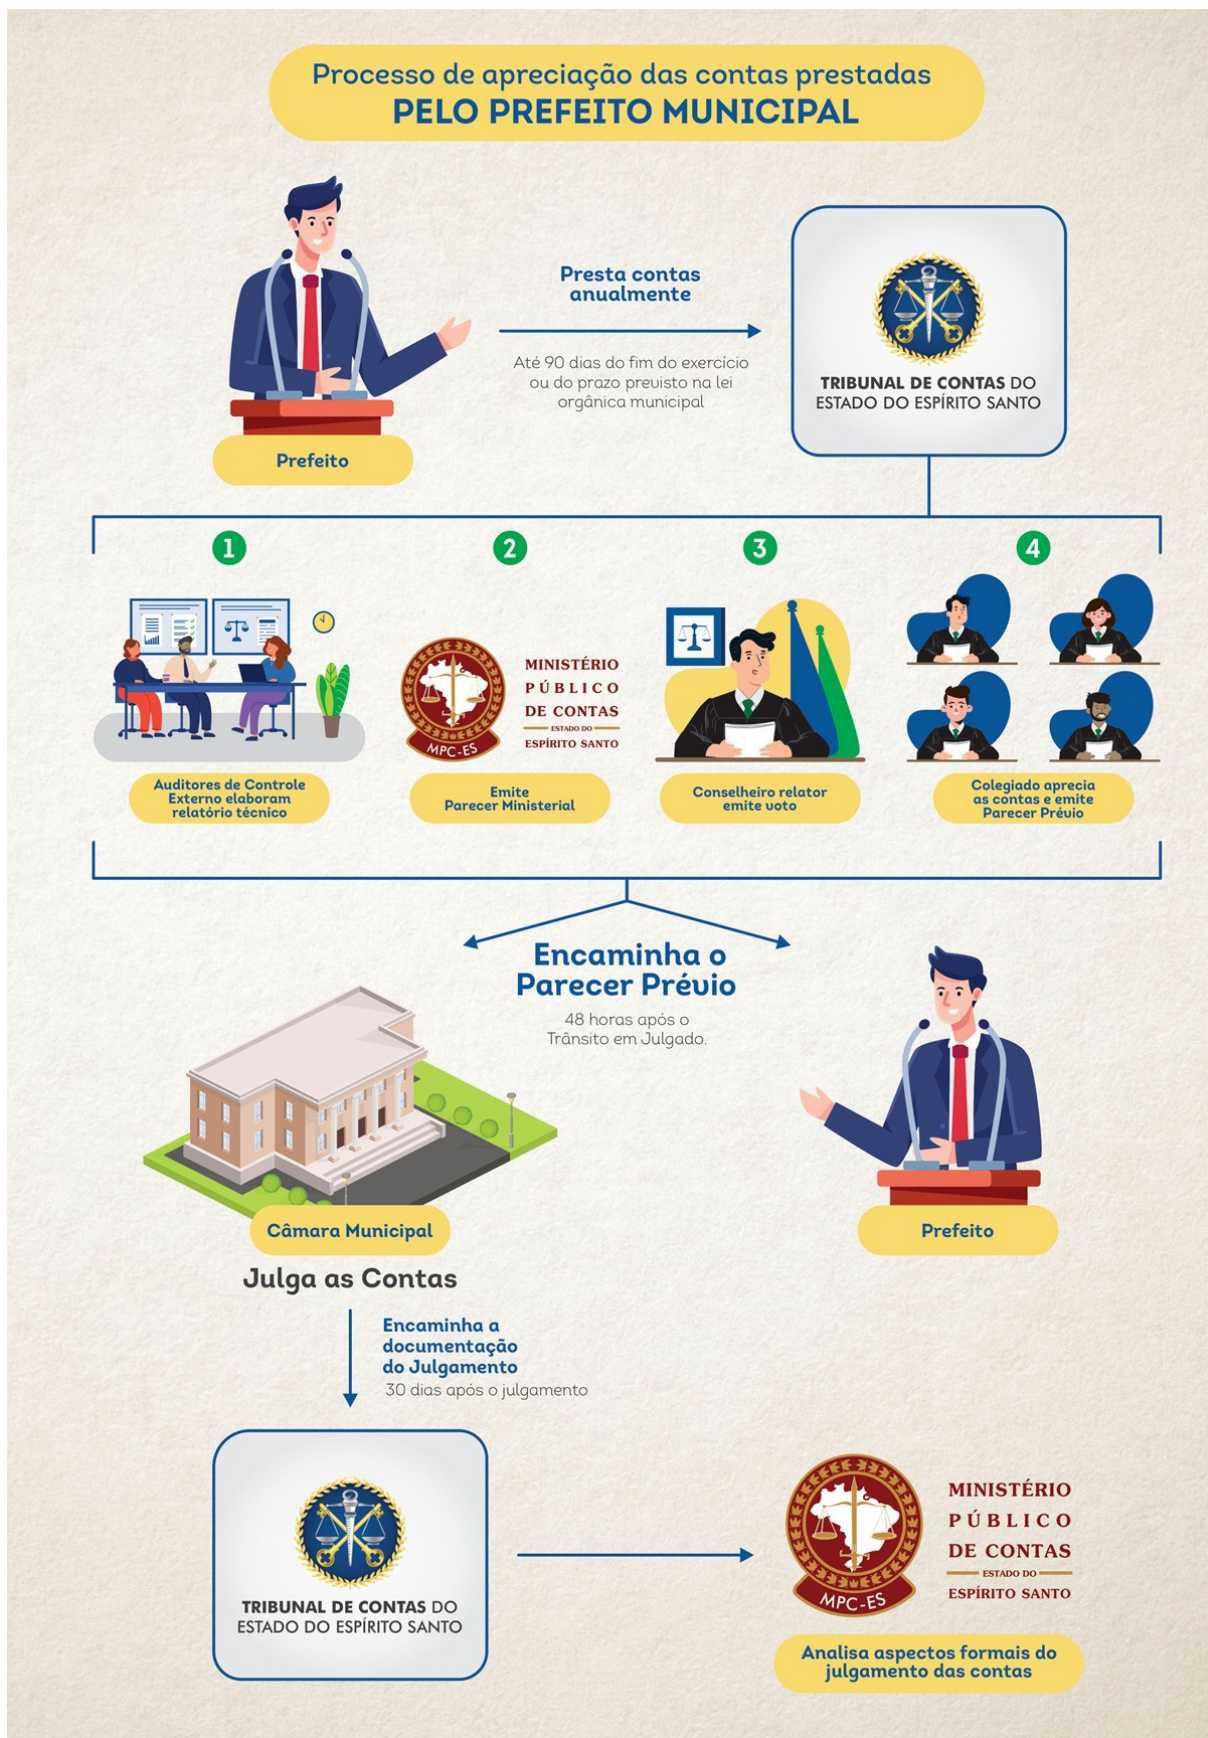 Processo de apreciação das contas prestadas
PELO PREFEITO MUNICIPAL
Presta contas
anualmente
Até 90 dias do fim do exercício
ou do prazo previsto na lei
orgânica municipal
TRIBUNAL DE CONTAS DO
ESTADO DO ESPÍRITO SANTO
Prefeito
1
2
3
4
MINISTÉRIO
PÚBLICO
DE CONTAS
ESTADO DO
ESPÍRITO SANTO
MPC-ES
Auditores de Controle
Externo elaboram
relatório técnico
Emite
Parecer Ministerial
Conselheiro relator
emite voto
Colegiado aprecia
as contas e emite
Parecer Prévio
Encaminha o
Parecer Prévio
48 horas após o
Trânsito em Julgado.
Câmara Municipal
Prefeito
Julga as Contas
Encaminha a
documentação
do Julgamento
30 dias após o julgamento
TRIBUNAL DE CONTAS DO
ESTADO DO ESPÍRITO SANTO
MINISTÉRIO
PÚBLICO
DE CONTAS
ESTADO DO
ESPÍRITO SANTO
MPC-ES
Analisa aspectos formais do
julgamento das contas